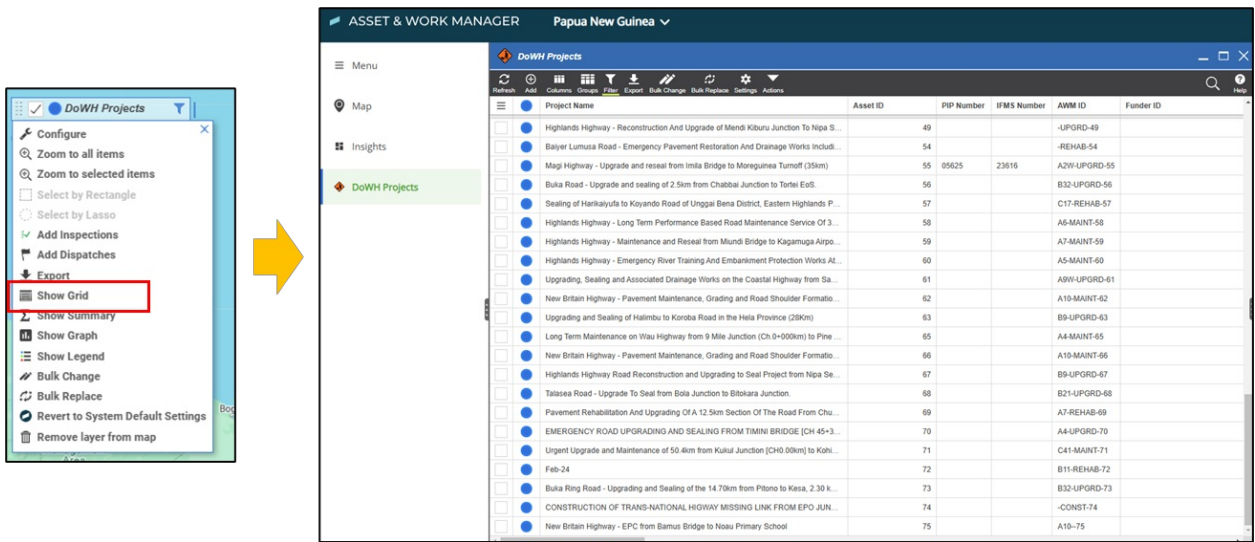 DoWH Projects
Configure
Zoom to all items
Zoom to selected items
Select by Rectangle
Select by Lasso
Add Inspections
Add Dispatches
Export
Show Grid
Show Summary
Show Graph
Show Legend
Bulk Change
Bulk Replace
Revert to System Default Settings
Remove layer from map
Bog
ASSET & WORK MANAGER Papua New Guinea
Menu
Map
Insights
DoWH Projects
DoWH Projects
Refresh Add Columns Groups Filter Export Bulk Change Bulk Replace Settings Actions Help
Project Name Asset ID PIP Number IFMS Number AWM ID Funder ID
Highlands Highway - Reconstruction And Upgrade of Mendi Kiburu Junction To Nipa S... 49 -UPGRD-49
Baiyer Lumusa Road - Emergency Pavement Restoration And Drainage Works Includi... 54 -REHAB-54
Magi Highway - Upgrade and reseal from Imila Bridge to Moreguinea Turnoff (35km) 55 05625 23616 A2W-UPGRD-55
Buka Road - Upgrade and sealing of 2.5km from Chabbai Junction to Tortei EoS. 56 B32-UPGRD-56
Sealing of Harikaiyufa to Koyando Road of Unggai Bena District, Eastern Highlands P... 57 C17-REHAB-57
Highlands Highway - Long Term Performance Based Road Maintenance Service Of 3... 58 A6-MAINT-58
Highlands Highway - Maintenance and Reseal from Miundi Bridge to Kagamuga Airpo... 59 A7-MAINT-59
Highlands Highway - Emergency River Training And Embankment Protection Works At... 60 A5-MAINT-60
Upgrading, Sealing and Associated Drainage Works on the Coastal Highway from Sa... 61 A9W-UPGRD-61
New Britain Highway - Pavement Maintenance, Grading and Road Shoulder Formatio... 62 A10-MAINT-62
Upgrading and Sealing of Halimbu to Koroba Road in the Hela Province (28Km) 63 B9-UPGRD-63
Long Term Maintenance on Wau Highway from 9 Mile Junction (Ch.0+000km) to Pine ... 65 A4-MAINT-65
New Britain Highway - Pavement Maintenance, Grading and Road Shoulder Formatio... 66 A10-MAINT-66
Highlands Highway Road Reconstruction and Upgrading to Seal Project from Nipa Se... 67 B9-UPGRD-67
Talasea Road - Upgrade To Seal from Bola Junction to Bitokara Junction. 68 B21-UPGRD-68
Pavement Rehabilitation And Upgrading Of A 12.5km Section Of The Road From Chu... 69 A7-REHAB-69
EMERGENCY ROAD UPGRADING AND SEALING FROM TIMINI BRIDGE [CH 45+3... 70 A4-UPGRD-70
Urgent Upgrade and Maintenance of 50.4km from Kukul Junction [CH0.00km] to Kohi... 71 C41-MAINT-71
Feb-24 72 B11-REHAB-72
Buka Ring Road - Upgrading and Sealing of the 14.70km from Pitono to Kesa, 2.30 k... 73 B32-UPGRD-73
CONSTRUCTION OF TRANS-NATIONAL HIGWAY MISSING LINK FROM EPO JUN... 74 -CONST-74
New Britain Highway - EPC from Bamus Bridge to Noau Primary School 75 A10--75